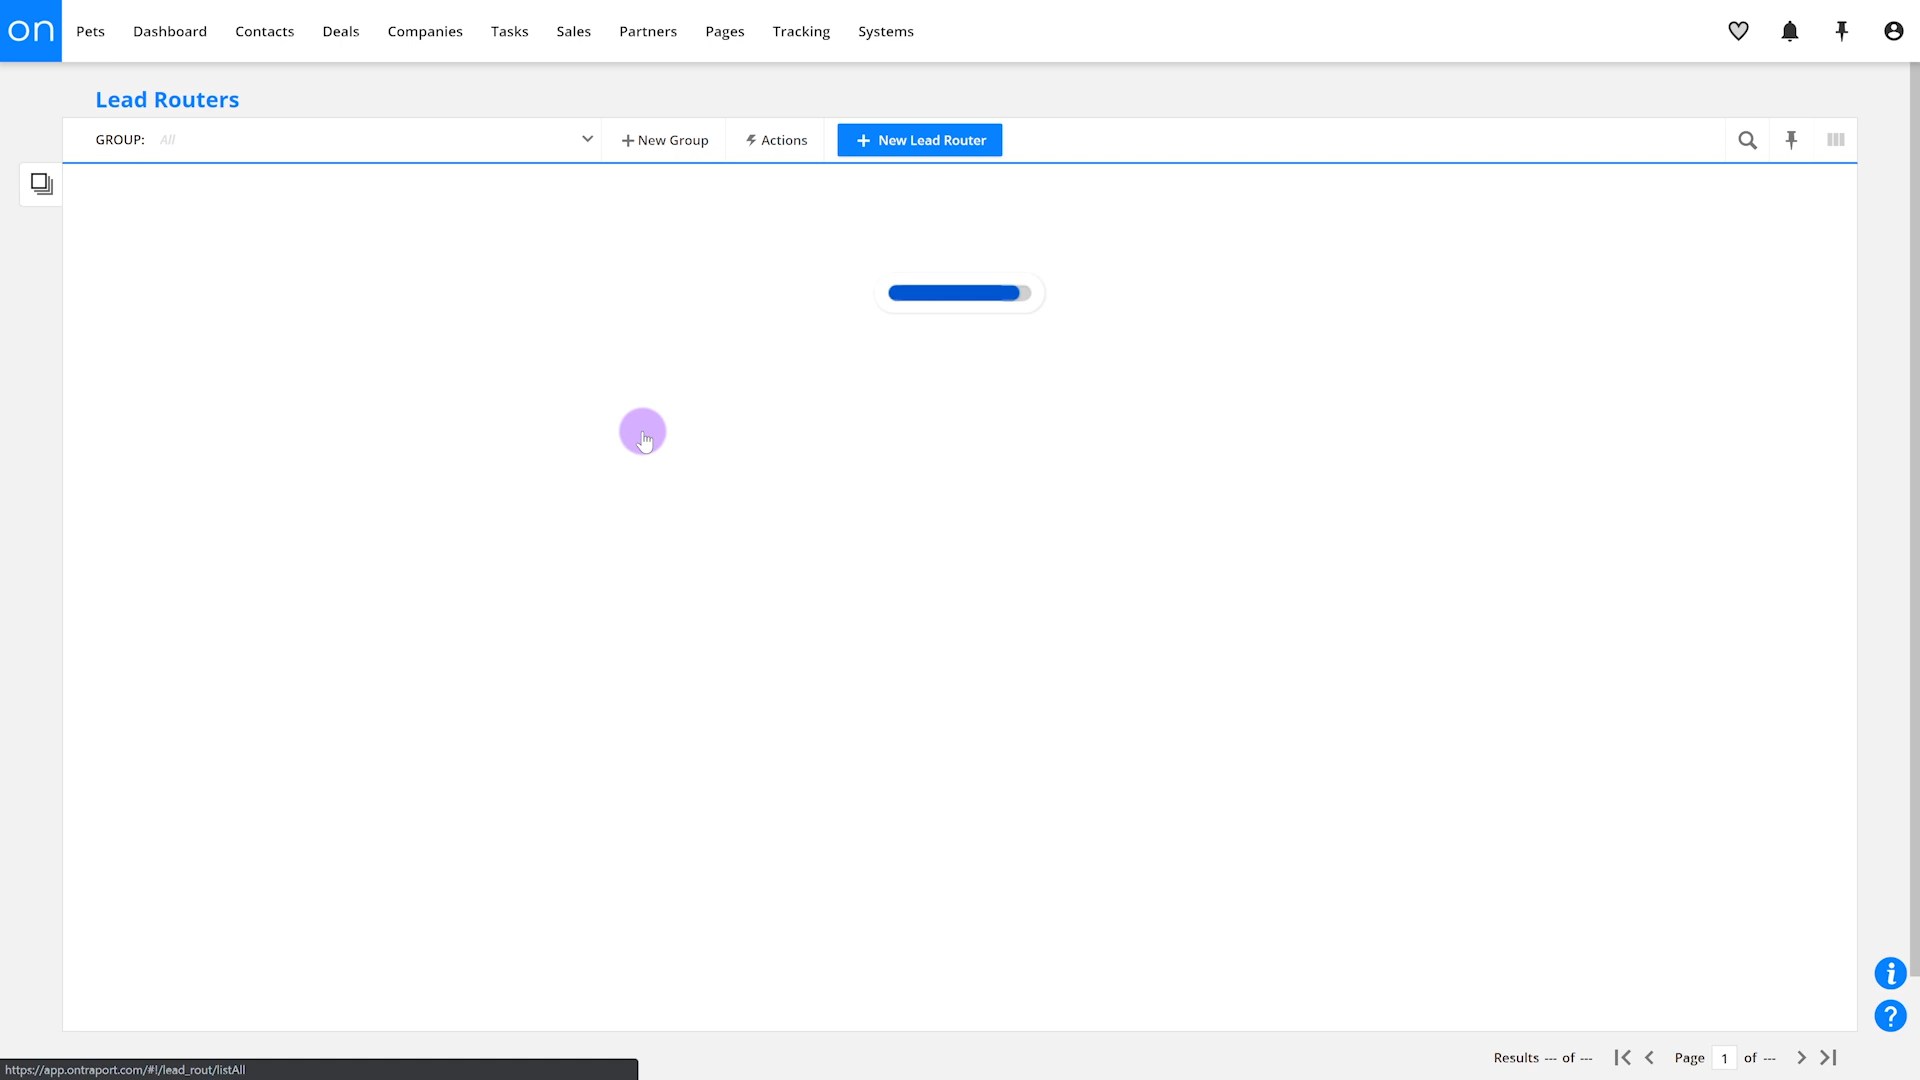 on Pets Dashboard Contacts Deals Companies Tasks Sales Partners Pages Tracking Systems
Lead Routers
GROUP: All New Group Actions New Lead Router
i
?
Results --- of --- Page 1 of ---
https://app.ontraport.com/#!/lead_rout/listAll